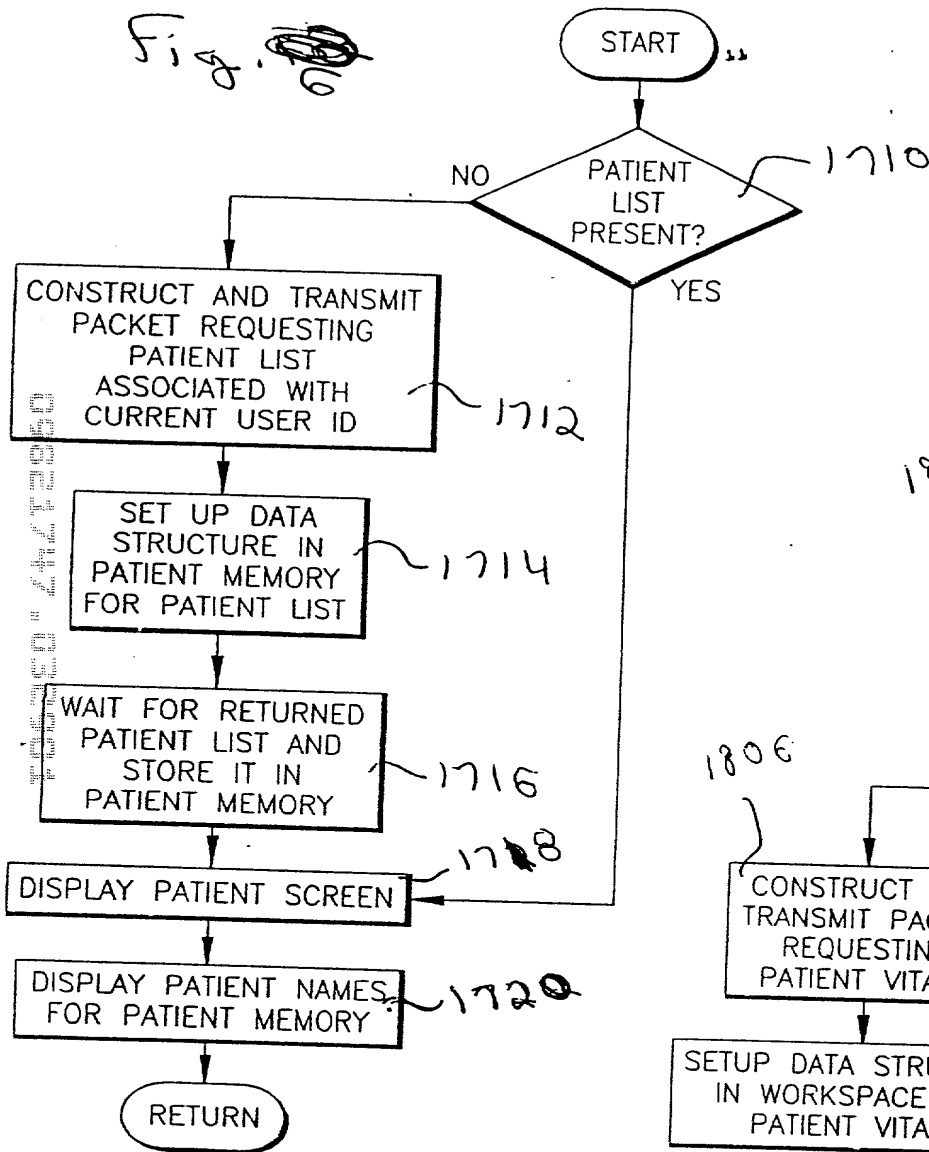 Fig. 6
START
1710
NO
PATIENT
LIST
PRESENT?
YES
CONSTRUCT AND TRANSMIT
PACKET REQUESTING
PATIENT LIST
ASSOCIATED WITH
CURRENT USER ID
1712
SET UP DATA
STRUCTURE IN
PATIENT MEMORY
FOR PATIENT LIST
1714
WAIT FOR RETURNED
PATIENT LIST AND
STORE IT IN
PATIENT MEMORY
1716
1718
DISPLAY PATIENT SCREEN
DISPLAY PATIENT NAMES
FOR PATIENT MEMORY
1720
RETURN
18
1806
CONSTRUCT
TRANSMIT PAC
REQUESTIN
PATIENT VITA
SETUP DATA STRU
IN WORKSPACE
PATIENT VITA